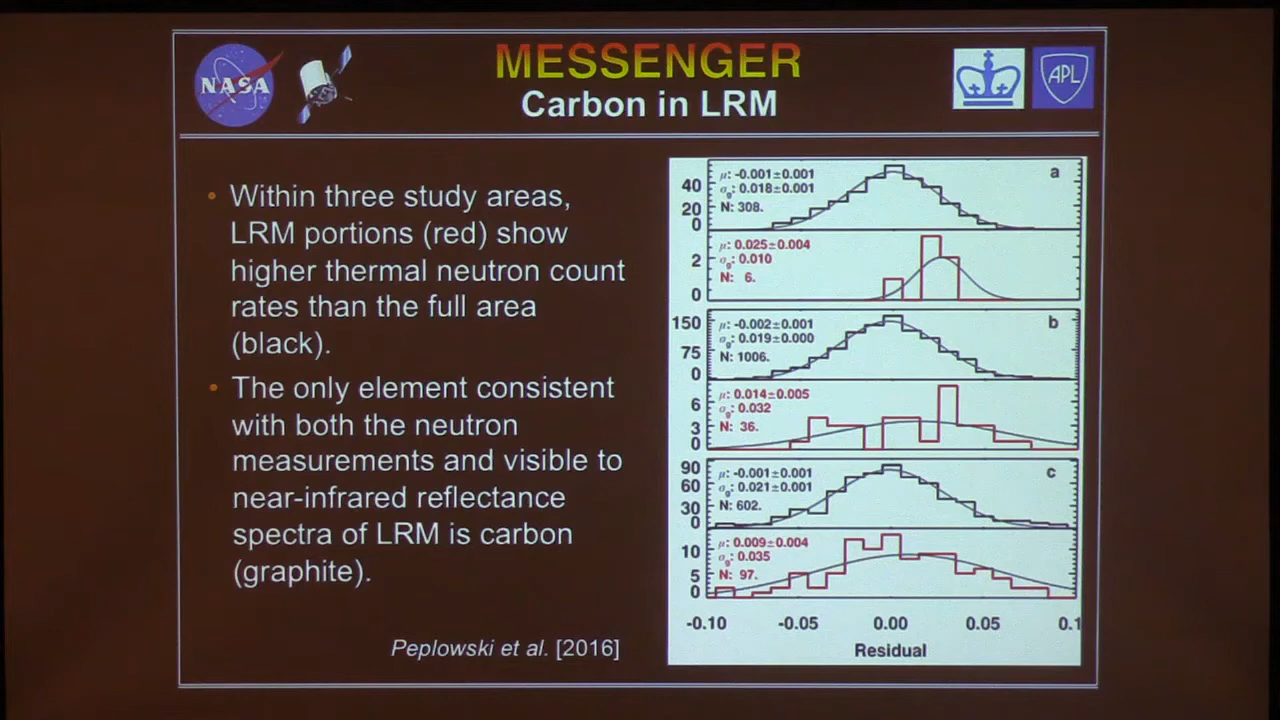 NASA
MESSENGER
Carbon in LRM
APL
• Within three study areas,
LRM portions (red) show
higher thermal neutron count
rates than the full area
(black).
• The only element consistent
with both the neutron
measurements and visible to
near-infrared reflectance
spectra of LRM is carbon
(graphite).
Peplowski et al. [2016]
40
20
0
μ: -0.001±0.001
σg: 0.018±0.001
N: 308.
a
2
0
μ: 0.025±0.004
σg: 0.010
N: 6.
150
75
0
μ: -0.002±0.001
σg: 0.019±0.000
N: 1006.
b
6
3
0
μ: 0.014±0.005
σg: 0.032
N: 36.
90
60
30
0
μ: -0.001±0.001
σg: 0.021±0.001
N: 602.
c
10
5
0
μ: 0.009±0.004
σg: 0.035
N: 97.
-0.10 -0.05 0.00 0.05 0.1
Residual